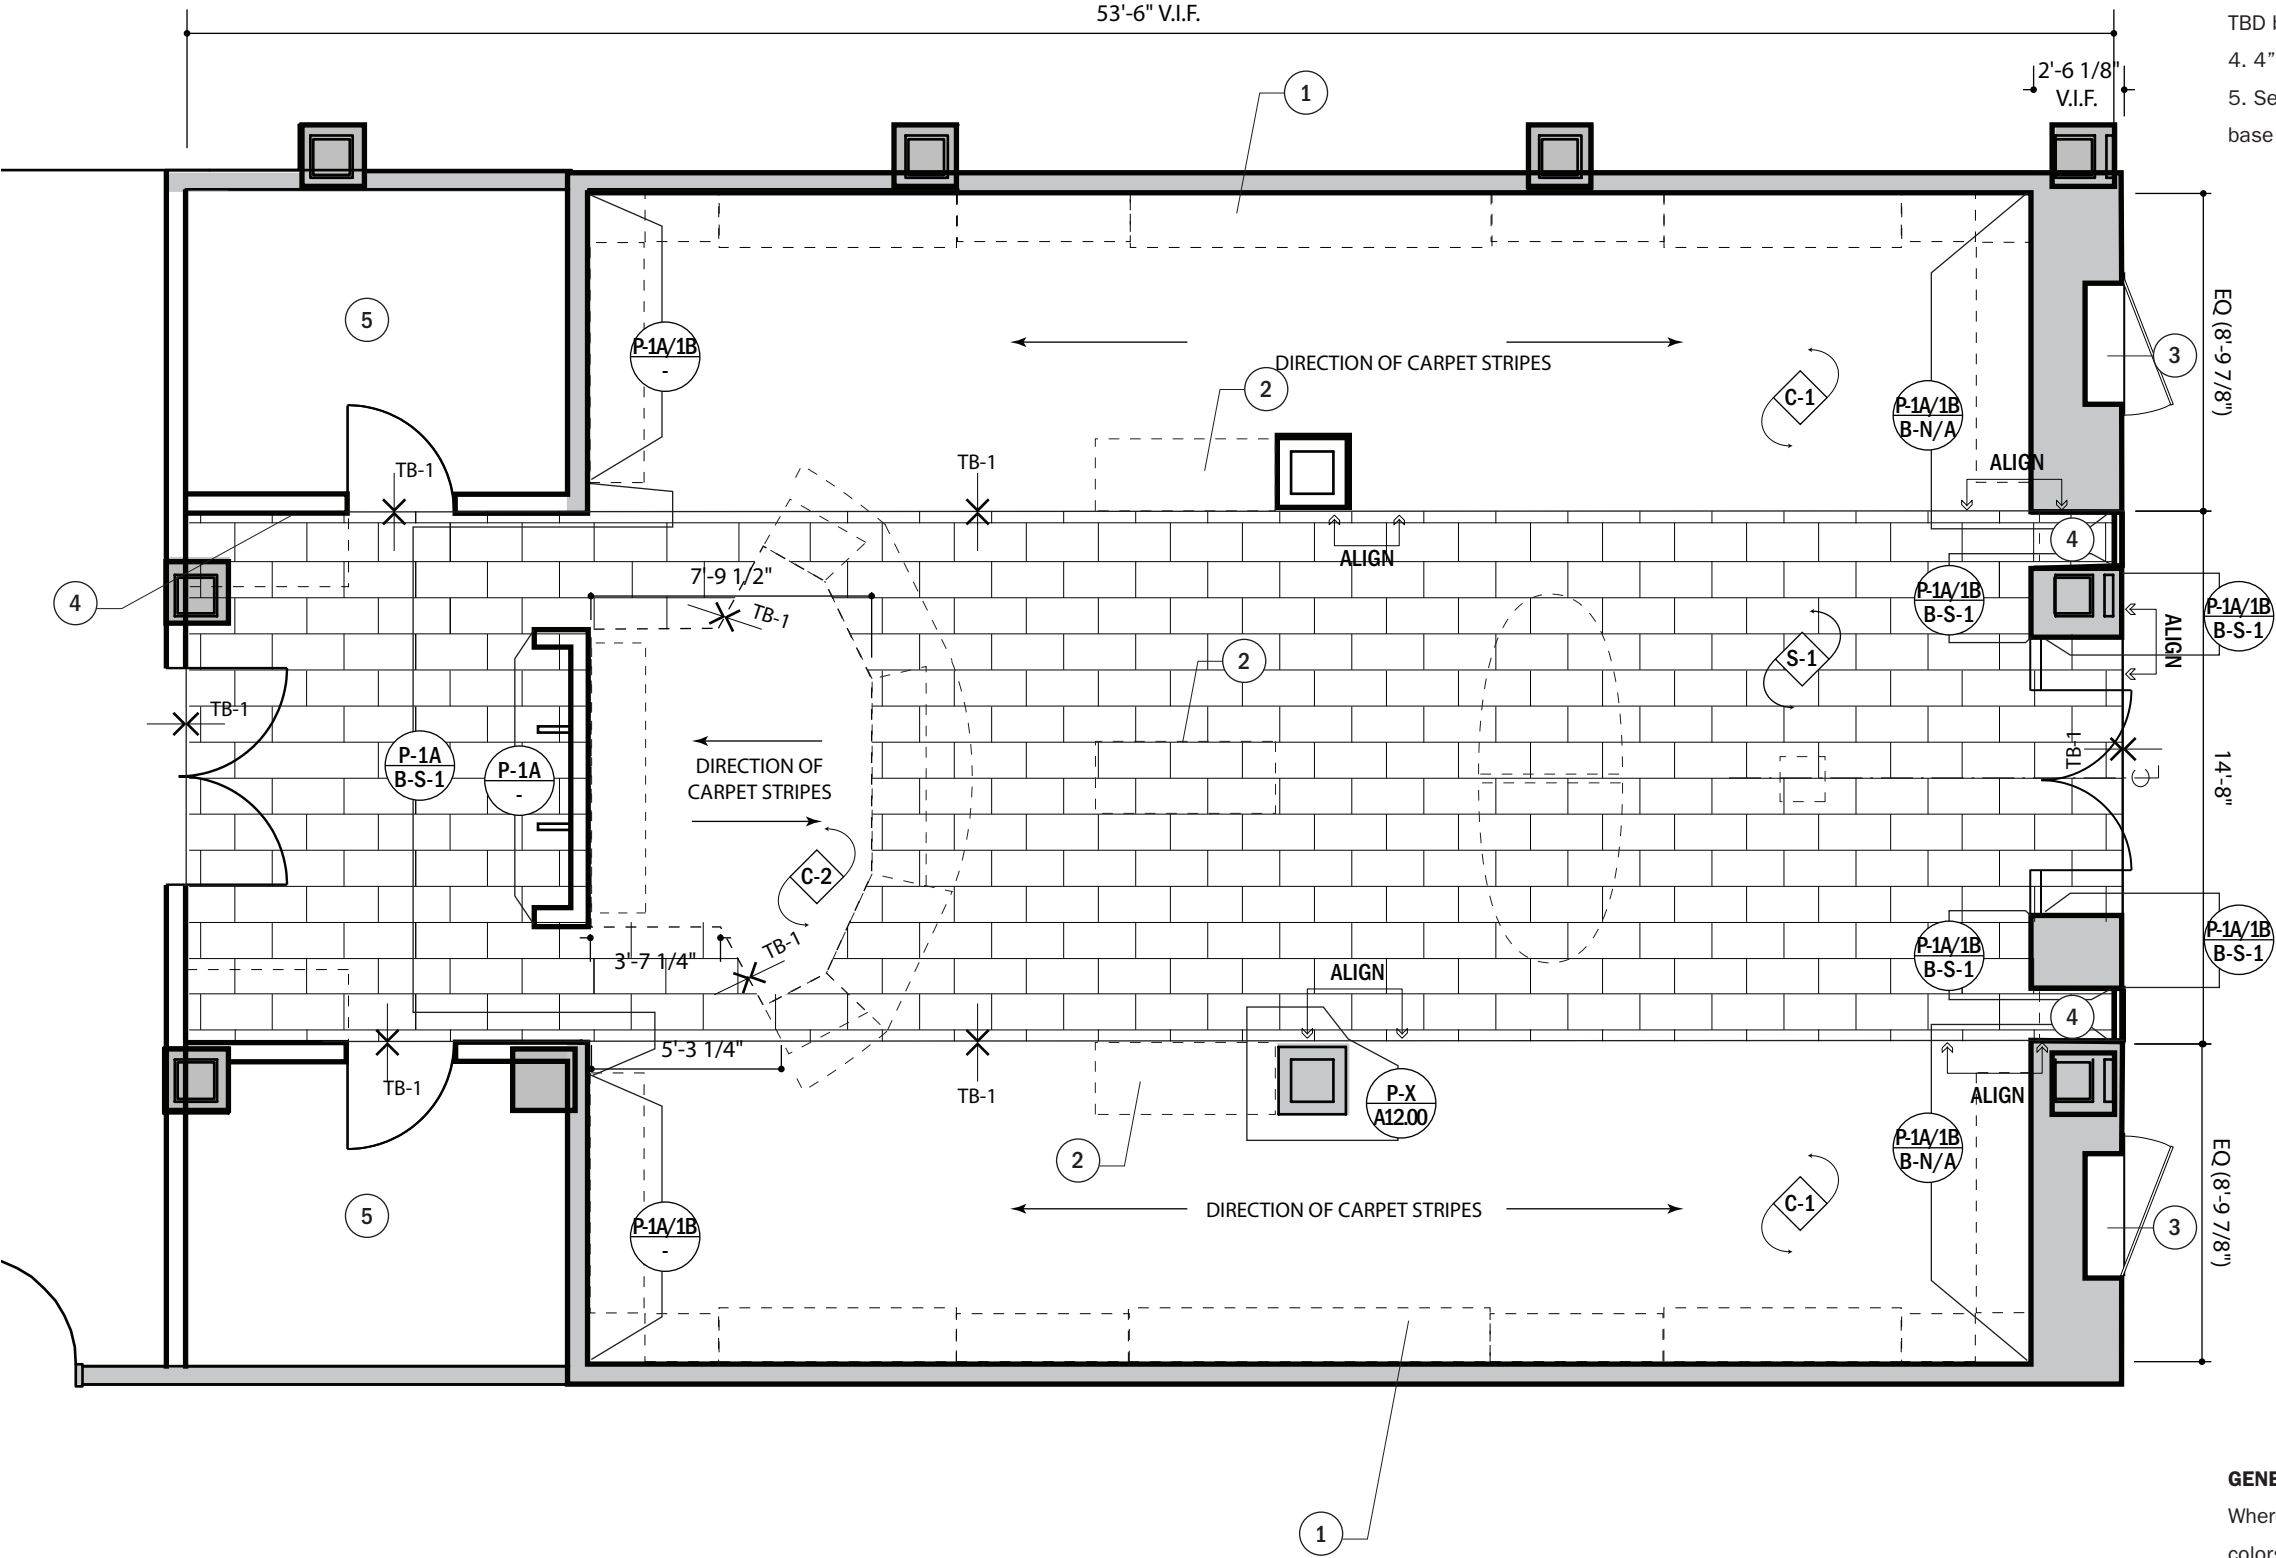 53'-6" V.I.F.
TBD
2'-6 1/8"
V.I.F.
4. 4”
5. Se
base
1
5
EQ (8'-9 7/8")
P-1A/1B
-
DIRECTION OF CARPET STRIPES
3
2
C-1
P-1A/1B
B-N/A
TB-1
TB-1
ALIGN
4
ALIGN
7'-9 1/2"
TB-1
4
P-1A/1B
B-S-1
P-1A/1B
B-S-1
ALIGN
2
S-1
TB-1
P-1A
B-S-1
P-1A
-
DIRECTION OF
CARPET STRIPES
TB-1
14'-8"
C-2
TB-1
3'-7 1/4"
P-1A/1B
B-S-1
P-1A/1B
B-S-1
ALIGN
4
5'-3 1/4"
TB-1
TB-1
P-X
A12.00
ALIGN
2
P-1A/1B
B-N/A
5
P-1A/1B
-
DIRECTION OF CARPET STRIPES
C-1
3
EQ (8'-9 7/8")
1
GENE
Wher
colors